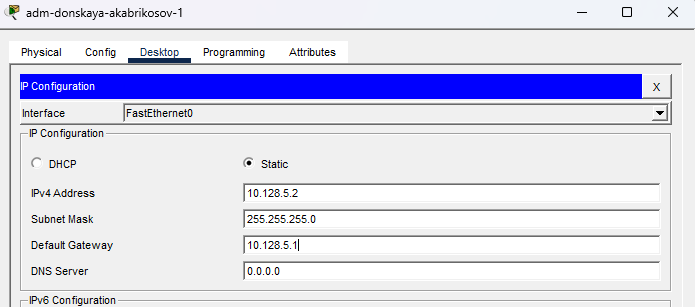 adm-donskaya-akabrikosov-1
Physical Config Desktop Programming Attributes
IP Configuration X
Interface FastEthernet0
IP Configuration
DHCP Static
IPv4 Address 10.128.5.2
Subnet Mask 255.255.255.0
Default Gateway 10.128.5.1
DNS Server 0.0.0.0
IPv6 Configuration